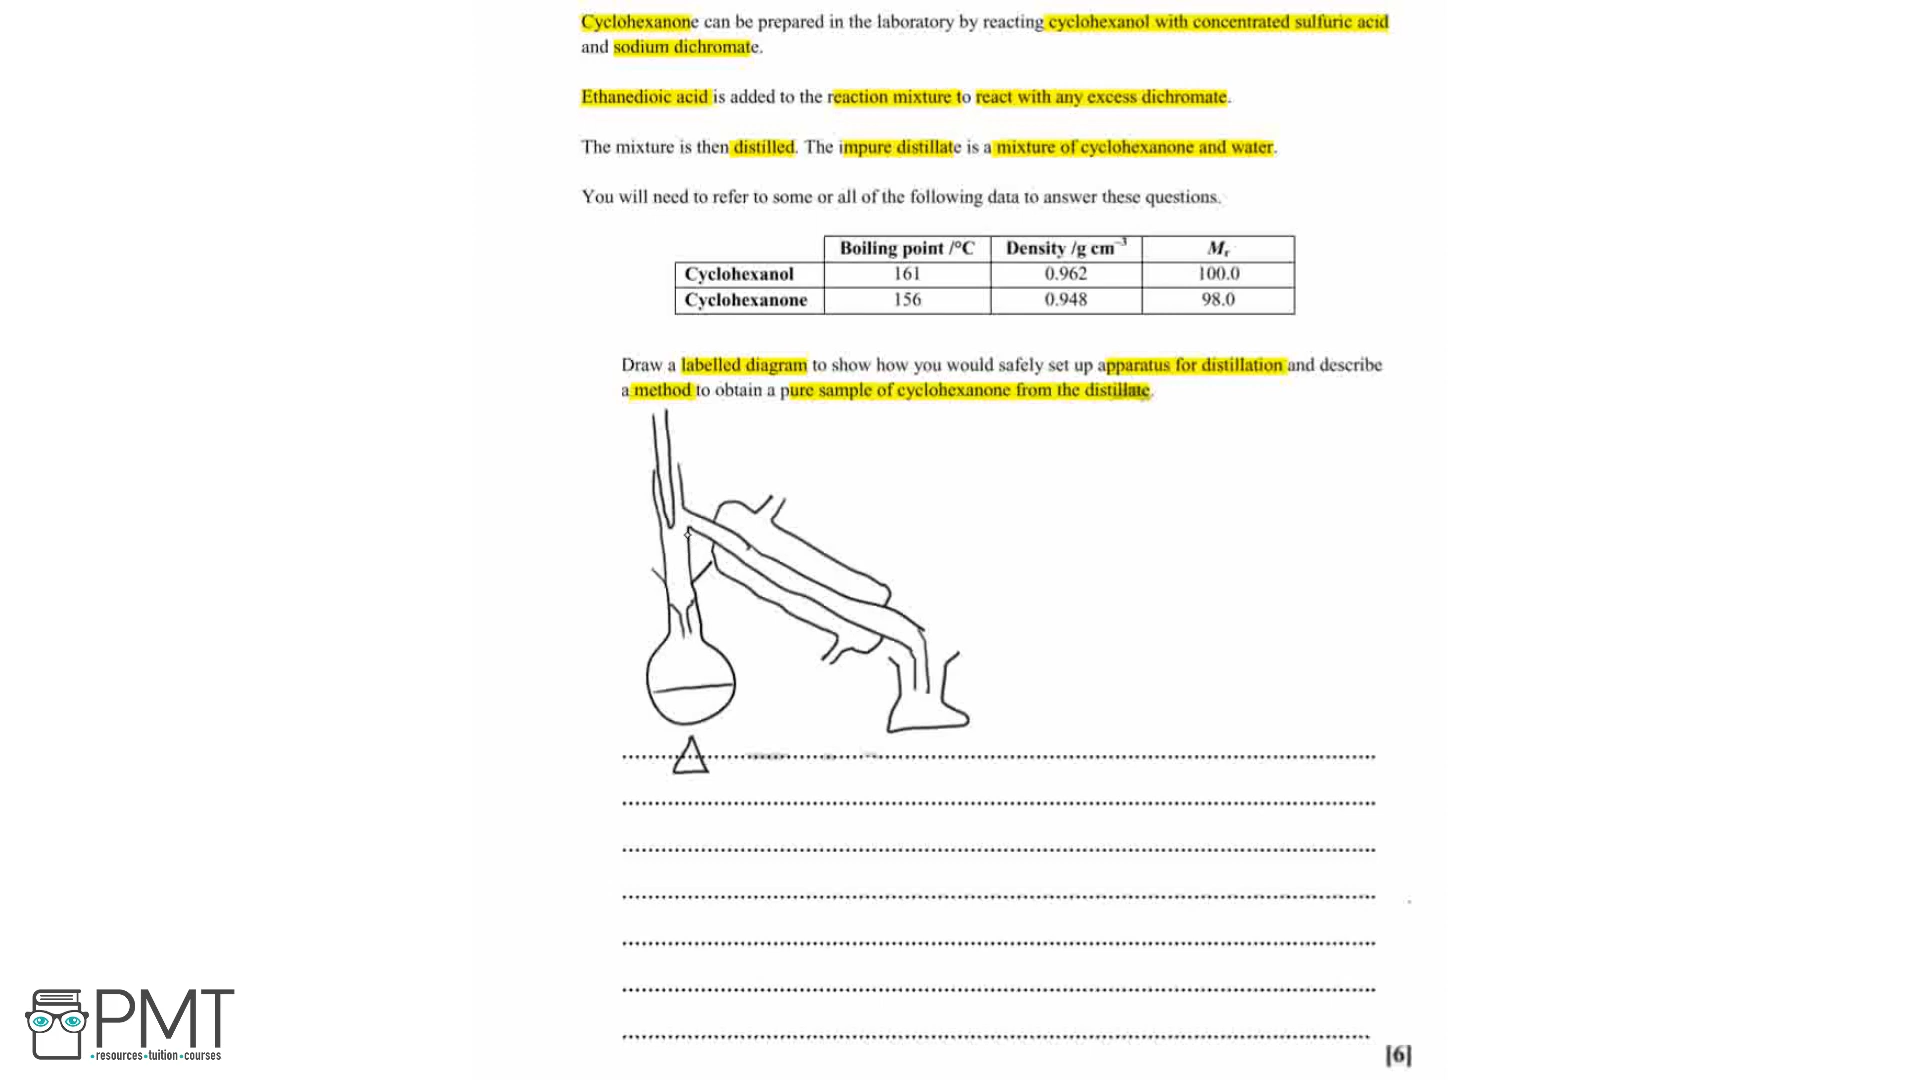 Cyclohexanone can be prepared in the laboratory by reacting cyclohexanol with concentrated sulfuric acid
and sodium dichromate.
Ethanedioic acid is added to the reaction mixture to react with any excess dichromate.
The mixture is then distilled. The impure distillate is a mixture of cyclohexanone and water.
You will need to refer to some or all of the following data to answer these questions.
Boiling point /°C Density /g cm⁻³ Mᵣ
Cyclohexanol 161 0.962 100.0
Cyclohexanone 156 0.948 98.0
Draw a labelled diagram to show how you would safely set up apparatus for distillation and describe
a method to obtain a pure sample of cyclohexanone from the distillate.
[6]
PMT
•resources•tuition•courses